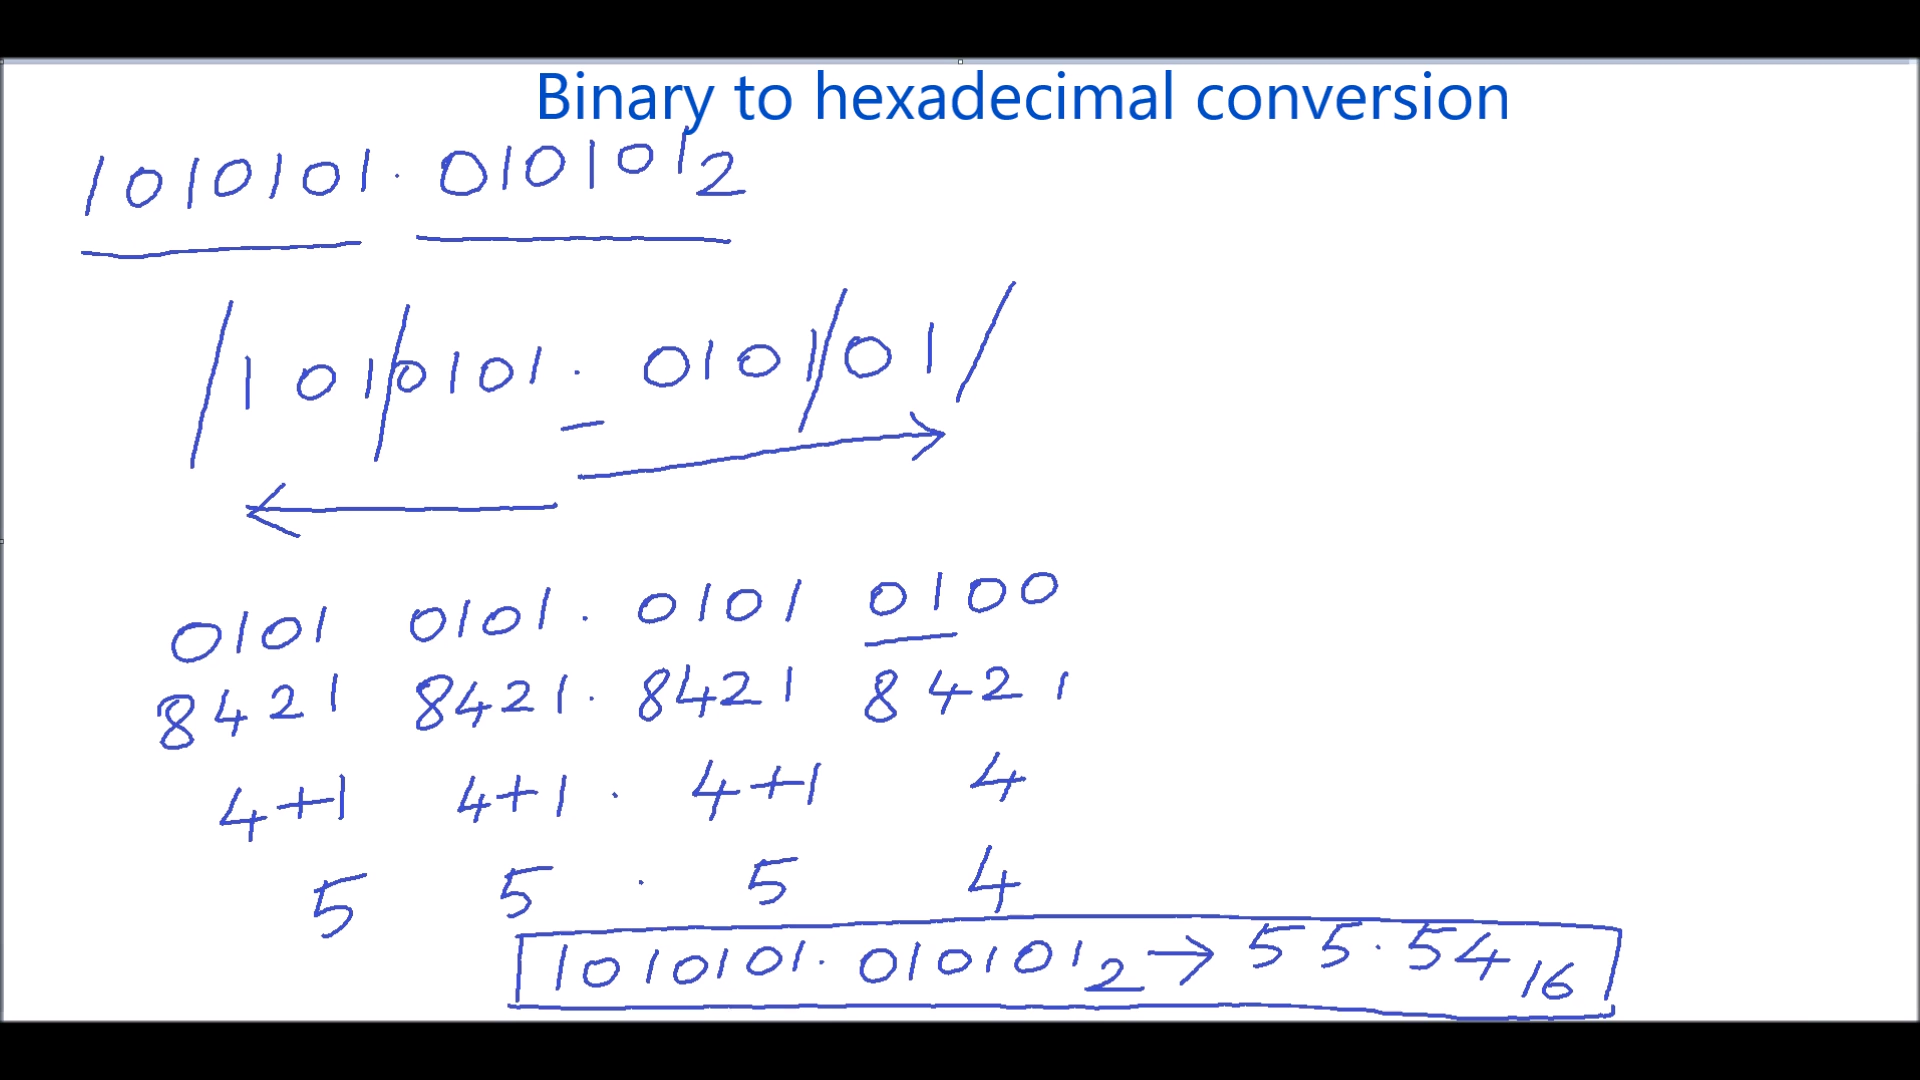 Binary to hexadecimal conversion
1010101.010101₂
/101/0101.0101/01/
0101 0101.0101 0100
8421 8421.8421 8421
4+1 4+1.4+1 4
5 5.5 4
1010101.010101₂→55.54₁₆